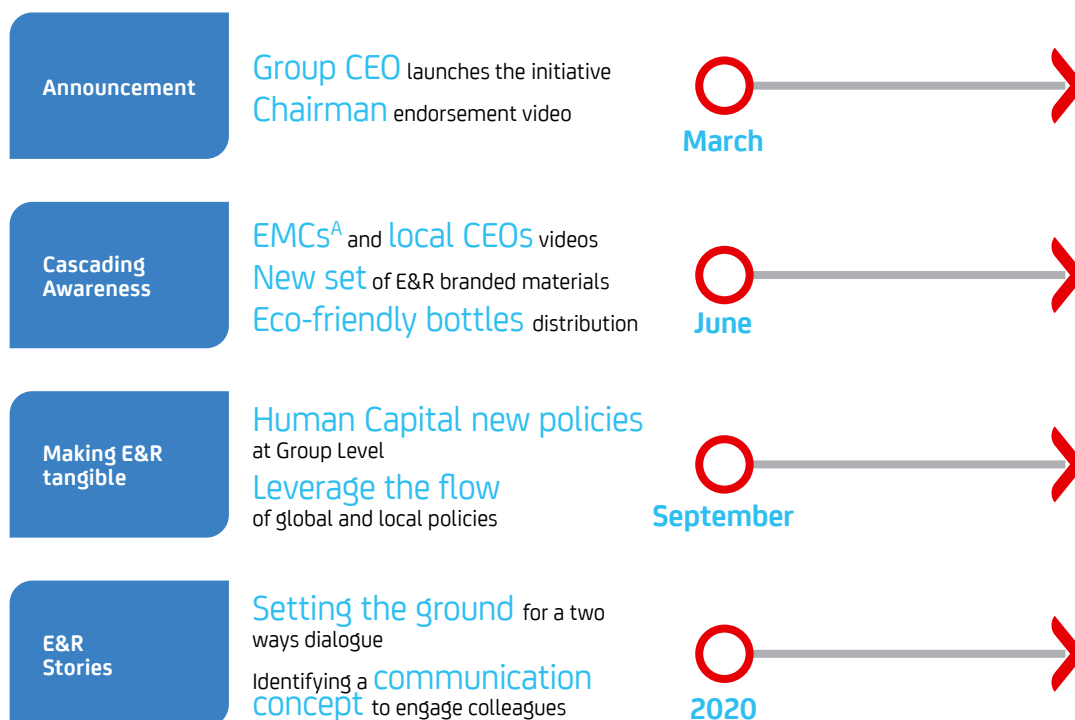 Announcement
Group CEO launches the initiative
Chairman endorsement video
March
Cascading
Awareness
EMCsA and local CEOs videos
New set of E&R branded materials
Eco-friendly bottles distribution
June
Making E&R
tangible
Human Capital new policies
at Group Level
Leverage the flow
of global and local policies
September
E&R
Stories
Setting the ground for a two
ways dialogue
Identifying a communication
concept to engage colleagues
2020